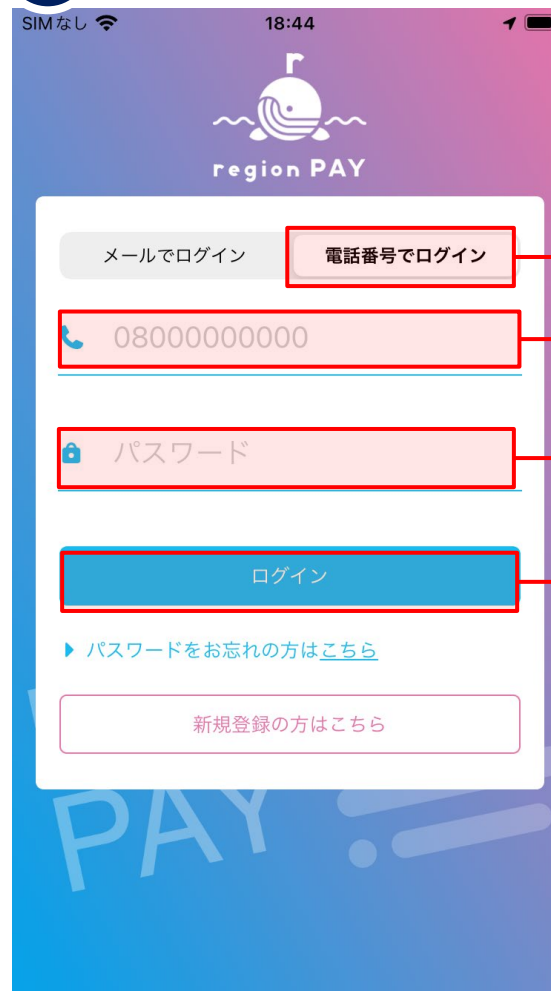 SIMなし
18:44
r
region PAY
メールでログイン
電話番号でログイン
08000000000
パスワード
ログイン
パスワードをお忘れの方はこちら
新規登録の方はこちら
PAY